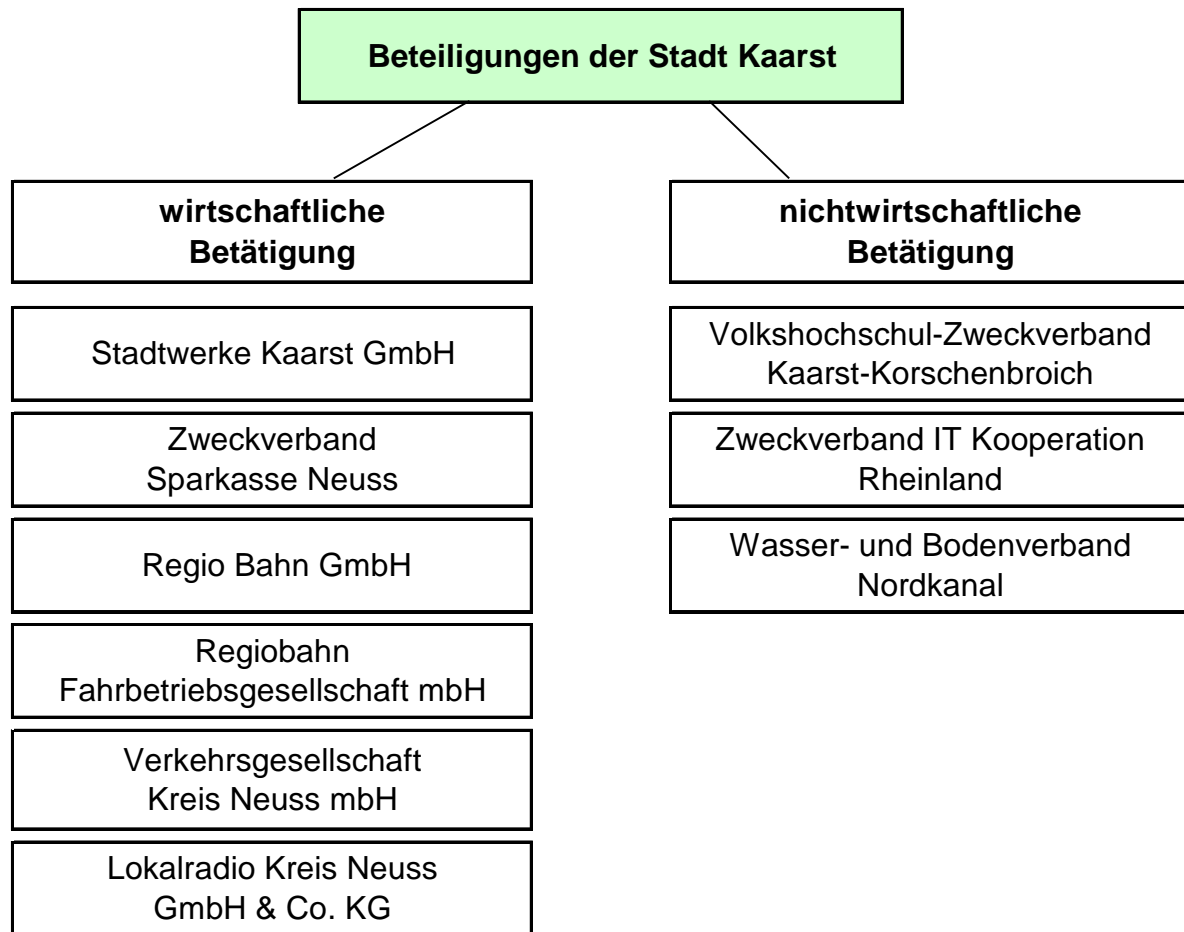 Beteiligungen der Stadt Kaarst
wirtschaftliche
Betätigung
Stadtwerke Kaarst GmbH
Zweckverband
Sparkasse Neuss
Regio Bahn GmbH
Regiobahn
Fahrbetriebsgesellschaft mbH
Verkehrsgesellschaft
Kreis Neuss mbH
Lokalradio Kreis Neuss
GmbH & Co. KG
nichtwirtschaftliche
Betätigung
Volkshochschul-Zweckverband
Kaarst-Korschenbroich
Zweckverband IT Kooperation
Rheinland
Wasser- und Bodenverband
Nordkanal